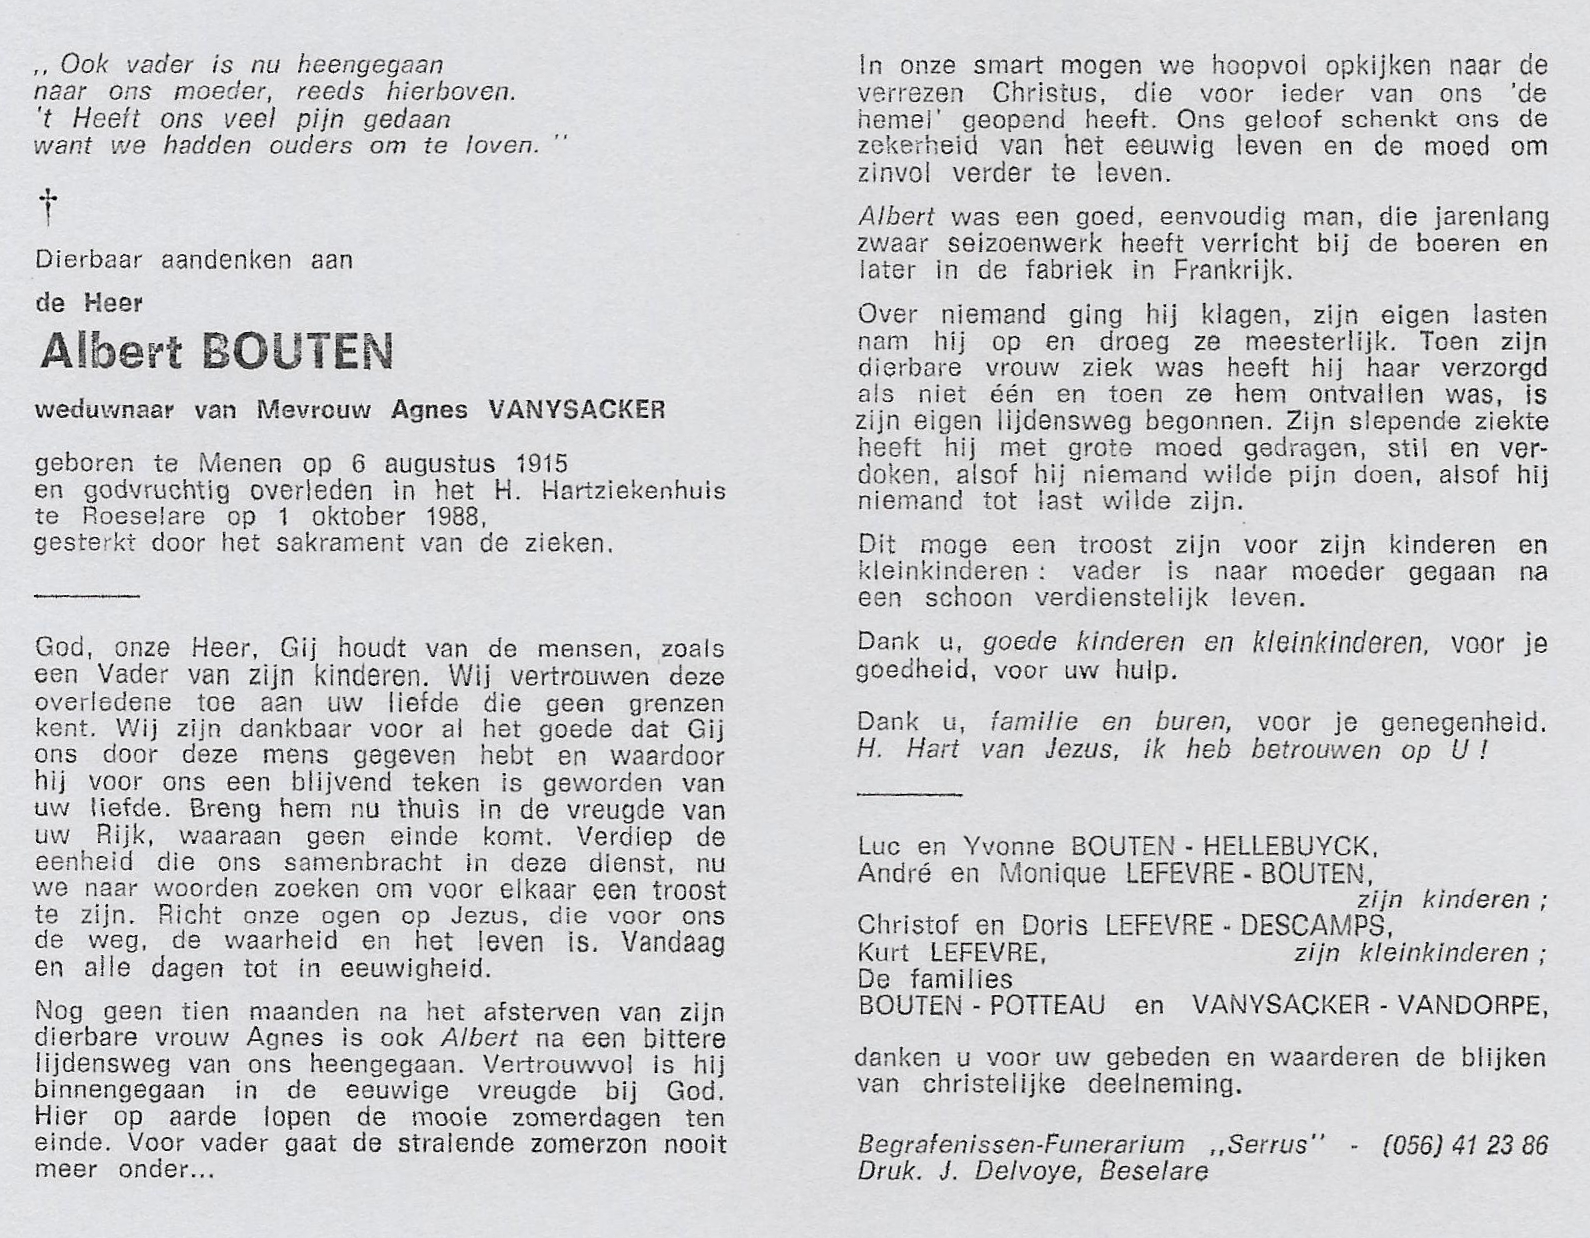 ,, Ook vader is nu heengegaan
naar ons moeder, reeds hierboven.
't Heeft ons veel pijn gedaan
want we hadden ouders om te loven. ''
†
Dierbaar aandenken aan
de Heer
Albert BOUTEN
weduwnaar van Mevrouw Agnes VANYSACKER
geboren te Menen op 6 augustus 1915
en godvruchtig overleden in het H. Hartziekenhuis
te Roeselare op 1 oktober 1988,
gesterkt door het sakrament van de zieken.
God, onze Heer, Gij houdt van de mensen, zoals
een Vader van zijn kinderen. Wij vertrouwen deze
overledene toe aan uw liefde die geen grenzen
kent. Wij zijn dankbaar voor al het goede dat Gij
ons door deze mens gegeven hebt en waardoor
hij voor ons een blijvend teken is geworden van
uw liefde. Breng hem nu thuis in de vreugde van
uw Rijk, waaraan geen einde komt. Verdiep de
eenheid die ons samenbracht in deze dienst, nu
we naar woorden zoeken om voor elkaar een troost
te zijn. Richt onze ogen op Jezus, die voor ons
de weg, de waarheid en het leven is. Vandaag
en alle dagen tot in eeuwigheid.
Nog geen tien maanden na het afsterven van zijn
dierbare vrouw Agnes is ook Albert na een bittere
lijdensweg van ons heengegaan. Vertrouwvol is hij
binnengegaan in de eeuwige vreugde bij God.
Hier op aarde lopen de mooie zomerdagen ten
einde. Voor vader gaat de stralende zomerzon nooit
meer onder...
In onze smart mogen we hoopvol opkijken naar de
verrezen Christus, die voor ieder van ons 'de
hemel' geopend heeft. Ons geloof schenkt ons de
zekerheid van het eeuwig leven en de moed om
zinvol verder te leven.
Albert was een goed, eenvoudig man, die jarenlang
zwaar seizoenwerk heeft verricht bij de boeren en
later in de fabriek in Frankrijk.
Over niemand ging hij klagen, zijn eigen lasten
nam hij op en droeg ze meesterlijk. Toen zijn
dierbare vrouw ziek was heeft hij haar verzorgd
als niet één en toen ze hem ontvallen was, is
zijn eigen lijdensweg begonnen. Zijn slepende ziekte
heeft hij met grote moed gedragen, stil en ver-
doken, alsof hij niemand wilde pijn doen, alsof hij
niemand tot last wilde zijn.
Dit moge een troost zijn voor zijn kinderen en
kleinkinderen : vader is naar moeder gegaan na
een schoon verdienstelijk leven.
Dank u, goede kinderen en kleinkinderen, voor je
goedheid, voor uw hulp.
Dank u, familie en buren, voor je genegenheid.
H. Hart van Jezus, ik heb betrouwen op U !
Luc en Yvonne BOUTEN - HELLEBUYCK,
André en Monique LEFEVRE - BOUTEN,
zijn kinderen ;
Christof en Doris LEFEVRE - DESCAMPS,
Kurt LEFEVRE, zijn kleinkinderen ;
De families
BOUTEN - POTTEAU en VANYSACKER - VANDORPE,
danken u voor uw gebeden en waarderen de blijken
van christelijke deelneming.
Begrafenissen-Funerarium ,,Serrus'' - (056) 41 23 86
Druk. J. Delvoye, Beselare